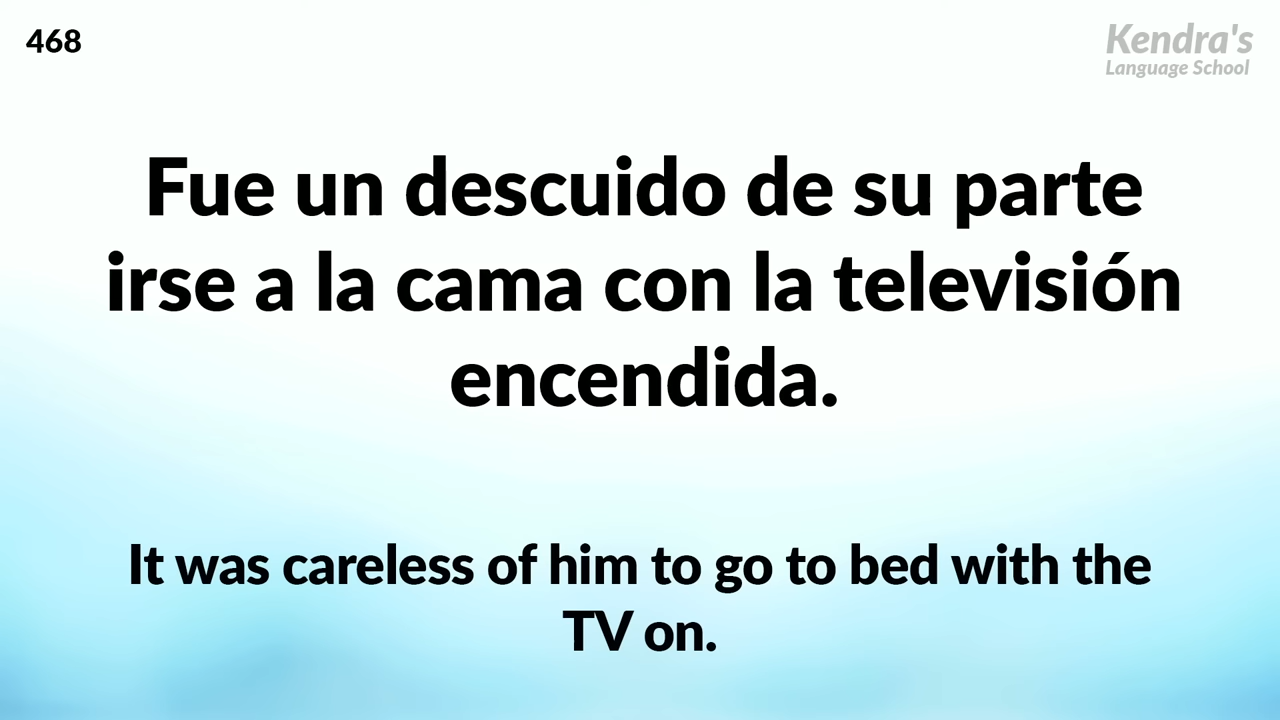 468
Kendra's
Language School
Fue un descuido de su parte
irse a la cama con la televisión
encendida.
It was careless of him to go to bed with the
TV on.